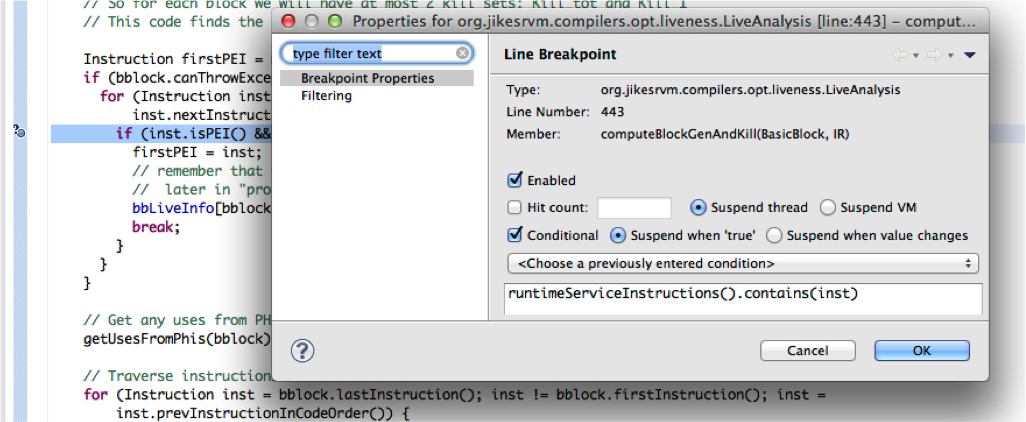 // So for each block we will have at most 2 kill sets: Kill_tot and Kill_I
// This code finds the
Instruction firstPEI =
if (bblock.canThrowExce
for (Instruction inst
inst.nextInstruct
if (inst.isPEI() &&
firstPEI = inst;
// remember that
// later in "pro
bbLiveInfo[bblock
break;
}
}
}
// Get any uses from PH
getUsesFromPhis(bblock)
// Traverse instruction
for (Instruction inst = bblock.lastInstruction(); inst != bblock.firstInstruction(); inst =
inst.prevInstructionInCodeOrder()) {
Properties for org.jikesrvm.compilers.opt.liveness.LiveAnalysis [line:443] – comput...
type filter text
Breakpoint Properties
Filtering
Line Breakpoint
Type: org.jikesrvm.compilers.opt.liveness.LiveAnalysis
Line Number: 443
Member: computeBlockGenAndKill(BasicBlock, IR)
Enabled
Hit count: Suspend thread Suspend VM
Conditional Suspend when 'true' Suspend when value changes
<Choose a previously entered condition>
runtimeServiceInstructions().contains(inst)
?
Cancel OK